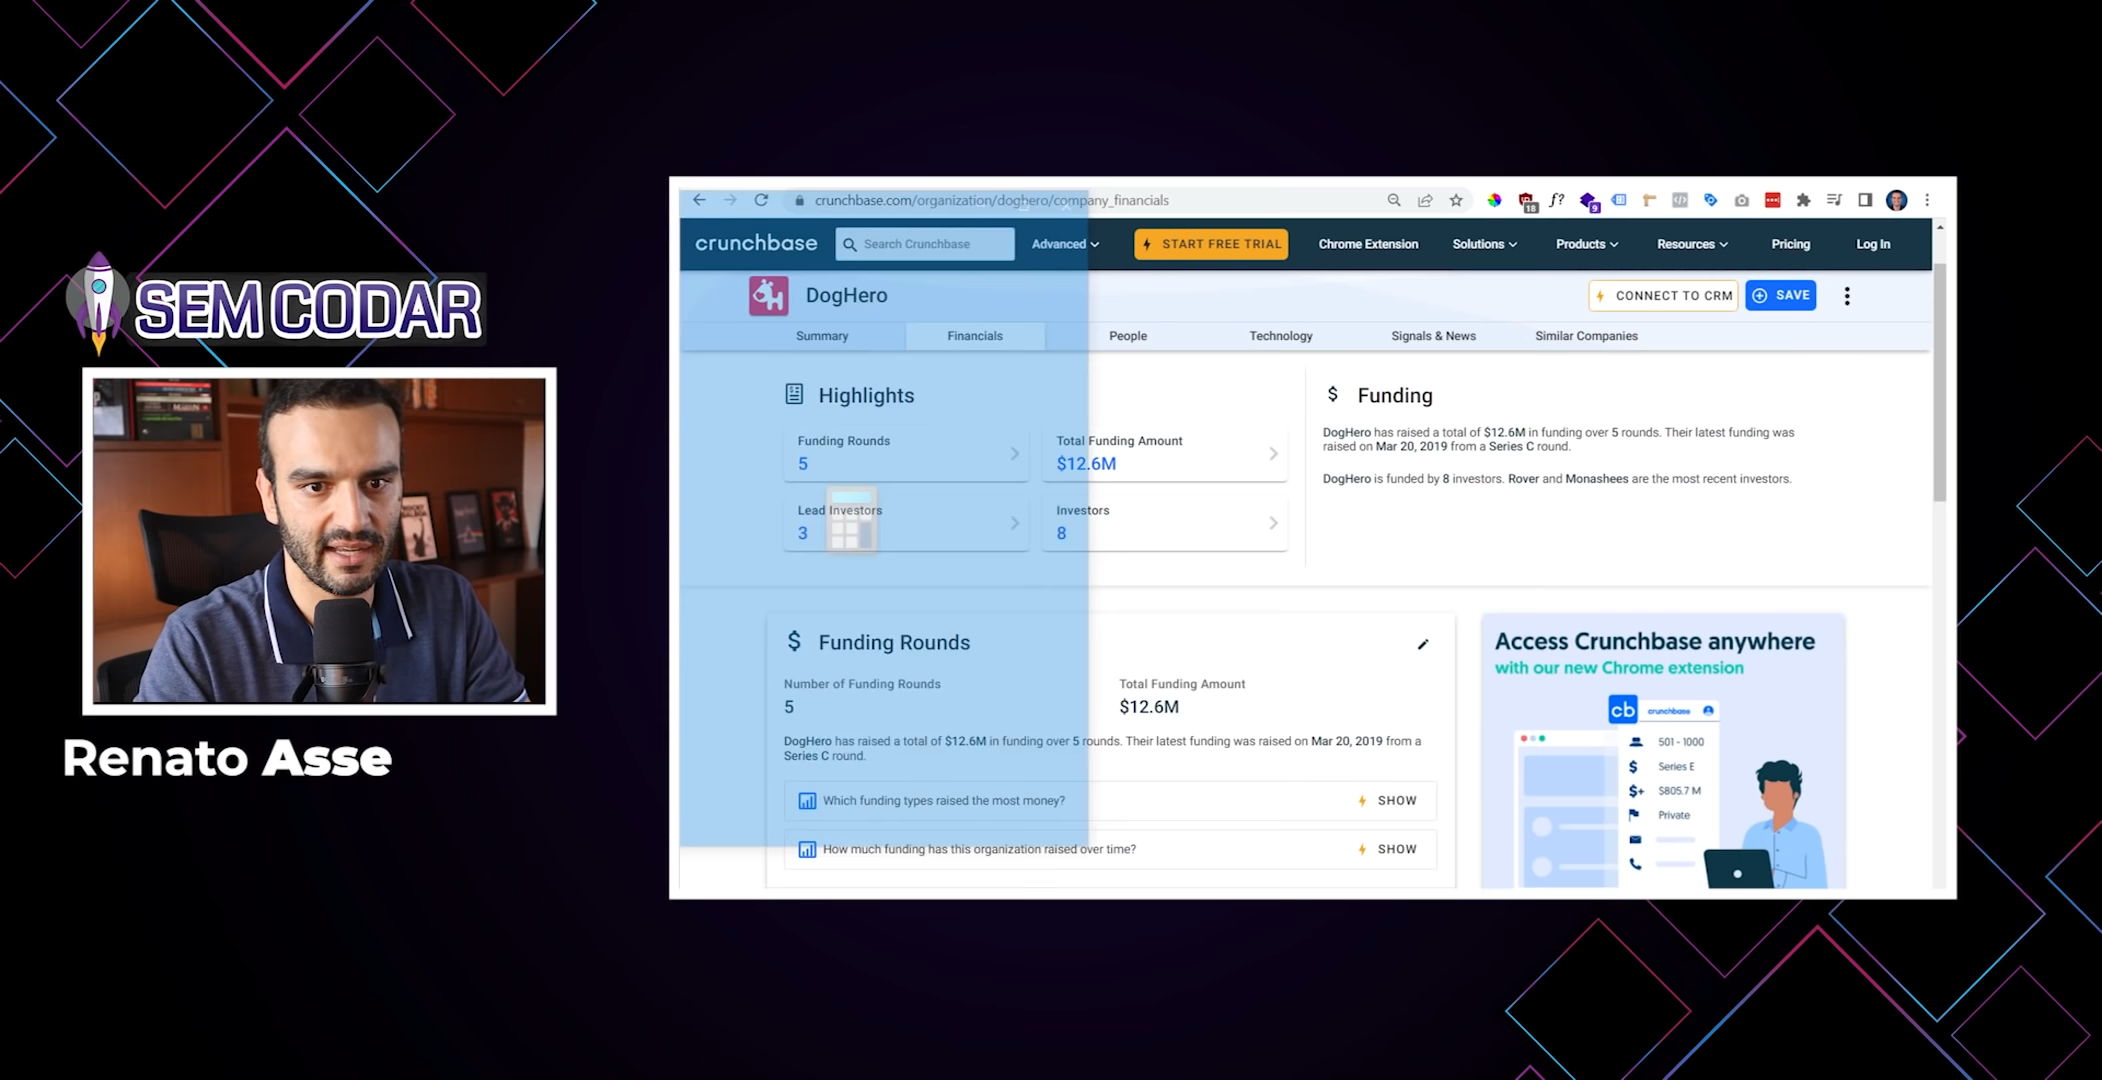 SEM CODAR
Renato Asse
crunchbase.com/organization/doghero/company_financials
18
f?
9
crunchbase
Search Crunchbase
Advanced
START FREE TRIAL
Chrome Extension
Solutions
Products
Resources
Pricing
Log In
DogHero
CONNECT TO CRM
SAVE
Summary
Financials
People
Technology
Signals & News
Similar Companies
Highlights
Funding Rounds
5
Total Funding Amount
$12.6M
Lead Investors
3
Investors
8
$ Funding
DogHero has raised a total of $12.6M in funding over 5 rounds. Their latest funding was
raised on Mar 20, 2019 from a Series C round.
DogHero is funded by 8 investors. Rover and Monashees are the most recent investors.
$ Funding Rounds
Number of Funding Rounds
5
Total Funding Amount
$12.6M
DogHero has raised a total of $12.6M in funding over 5 rounds. Their latest funding was raised on Mar 20, 2019 from a
Series C round.
Which funding types raised the most money?
SHOW
How much funding has this organization raised over time?
SHOW
Access Crunchbase anywhere
with our new Chrome extension
cb
crunchbase
501 - 1000
$ Series E
$+ $805.7 M
Private